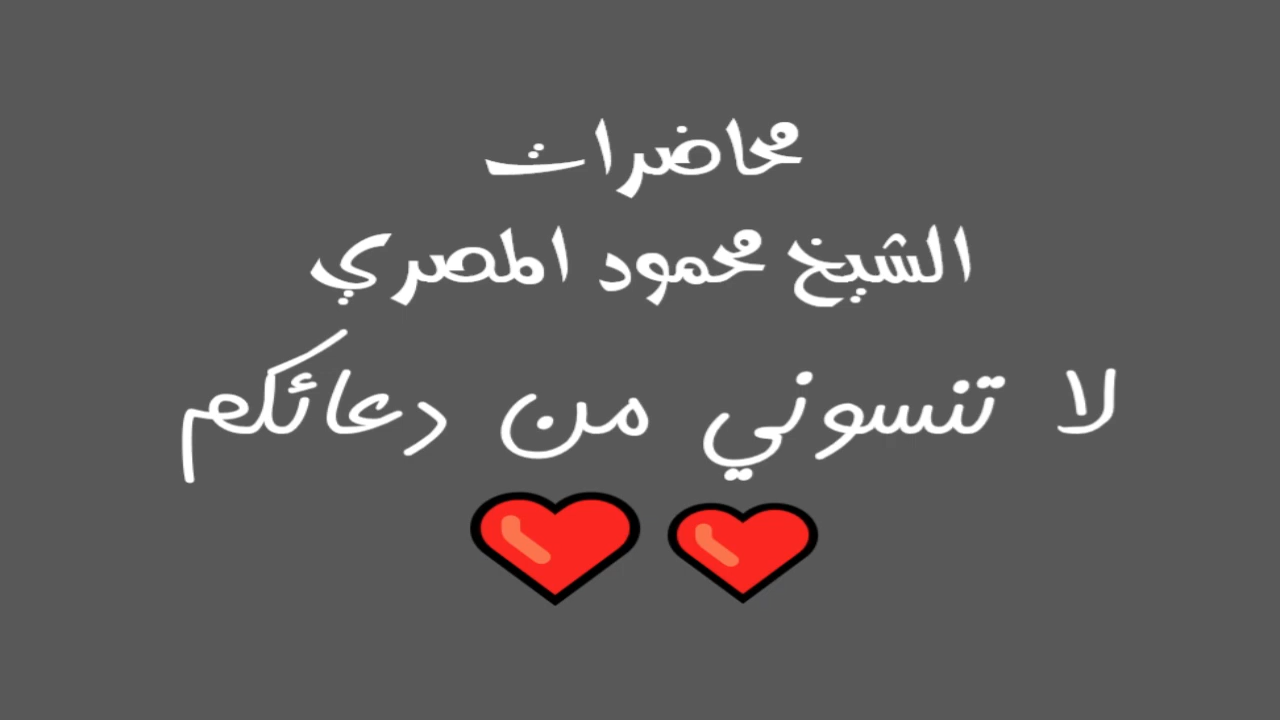 محاضرات
الشيخ محمود المصري
لا تنسوني من دعائكم